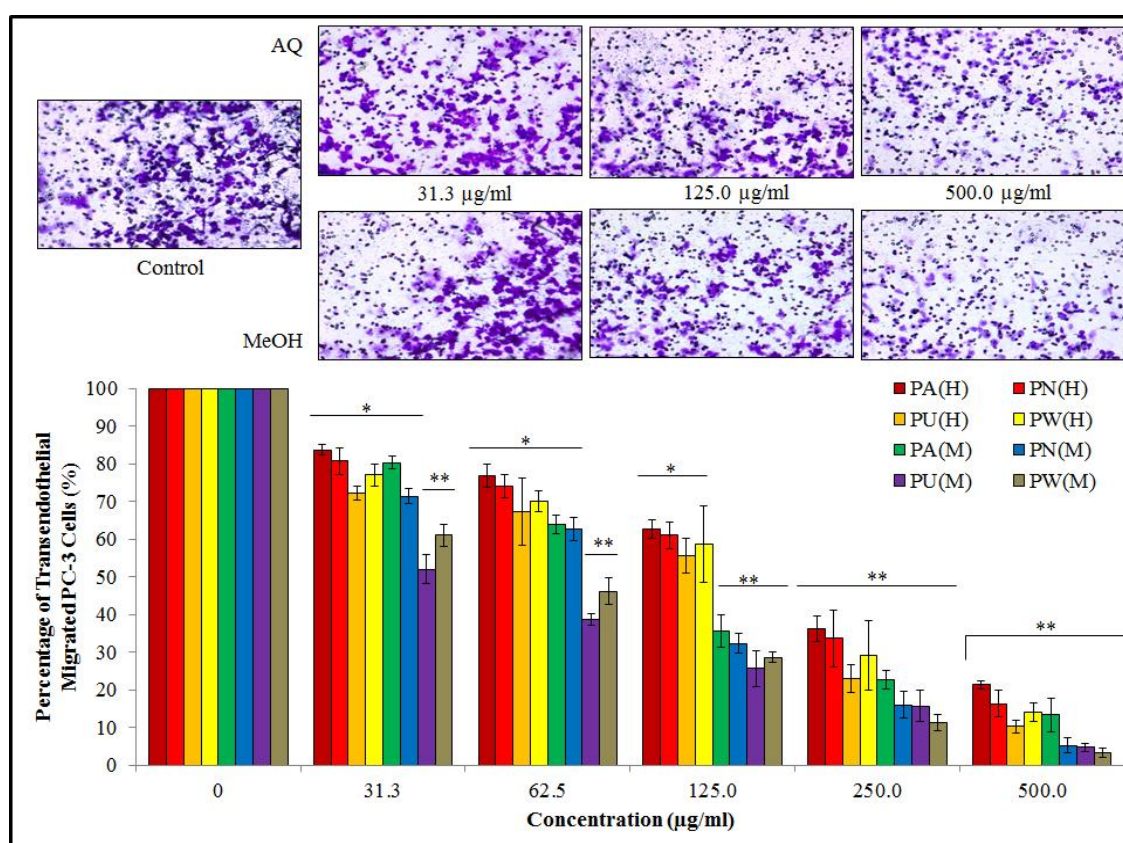 AQ
31.3 µg/ml
125.0 µg/ml
500.0 µg/ml
Control
MeOH
PA(H)
PN(H)
PU(H)
PW(H)
PA(M)
PN(M)
PU(M)
PW(M)
Percentage of Transendothelial
Migrated PC-3 Cells (%)
100
90
80
70
60
50
40
30
20
10
0
*
**
*
**
*
**
**
**
0
31.3
62.5
125.0
250.0
500.0
Concentration (µg/ml)